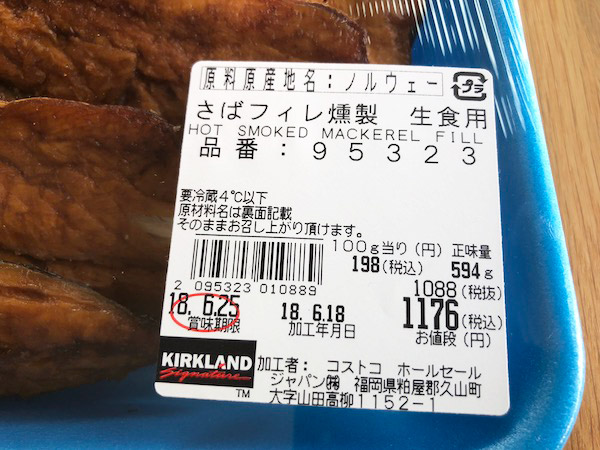 原料原産地名：ノルウェー
プラ
さばフィレ燻製　生食用
HOT SMOKED MACKEREL FILL
品番：95323
要冷蔵4℃以下
原材料名は裏面記載
そのままお召し上がり頂けます。
100g当り（円） 正味量
198(税込) 594g
2 095323 010889
1088(税抜)
18. 6.25 18. 6.18 1176(税込)
賞味期限 加工年月日 お値段（円）
KIRKLAND 加工者：コストコ　ホールセール
Signature ジャパン㈱　福岡県粕屋郡久山町
TM 大字山田高柳1152-1